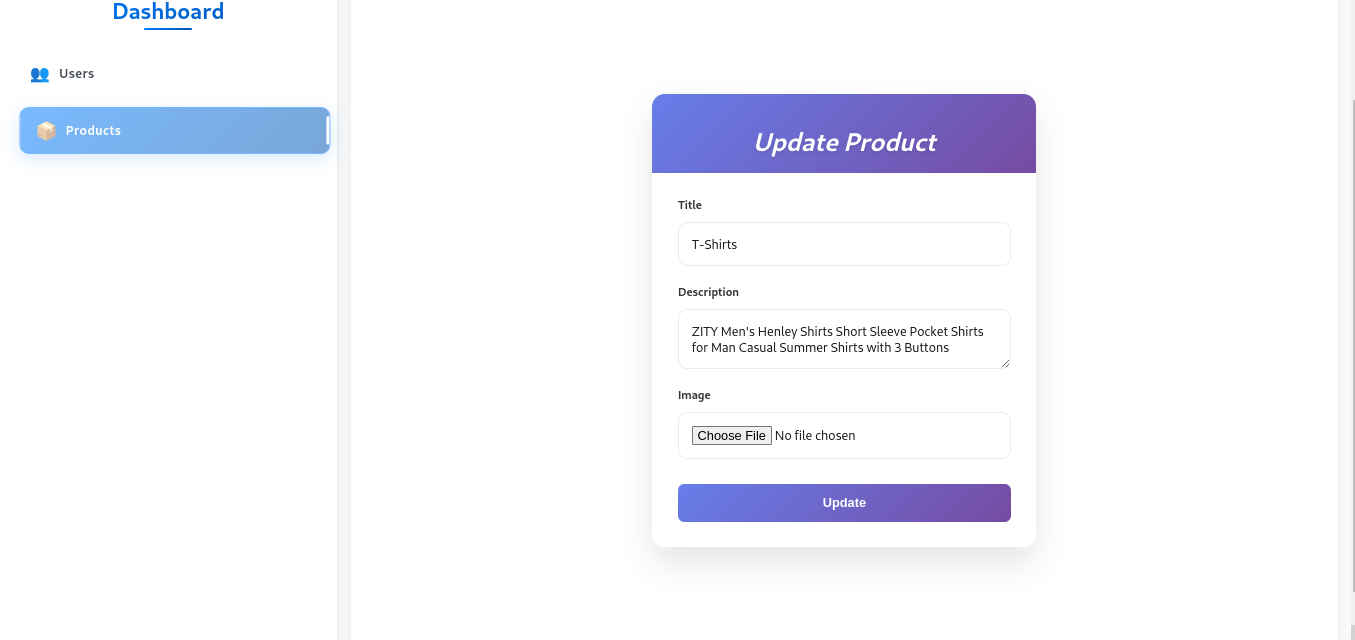 Dashboard
Users
Products
Update Product
Title
T-Shirts
Description
ZITY Men's Henley Shirts Short Sleeve Pocket Shirts
for Man Casual Summer Shirts with 3 Buttons
Image
Choose File No file chosen
Update